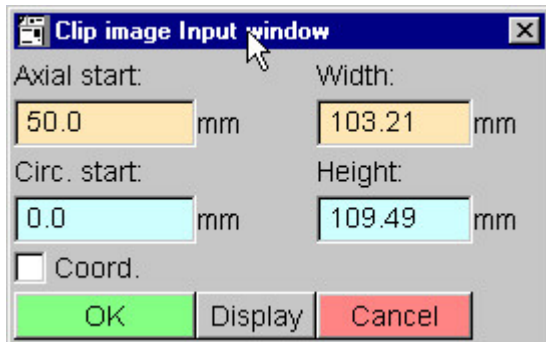 Clip image Input window
Axial start: Width:
50.0 mm 103.21 mm
Circ. start: Height:
0.0 mm 109.49 mm
Coord.
OK Display Cancel